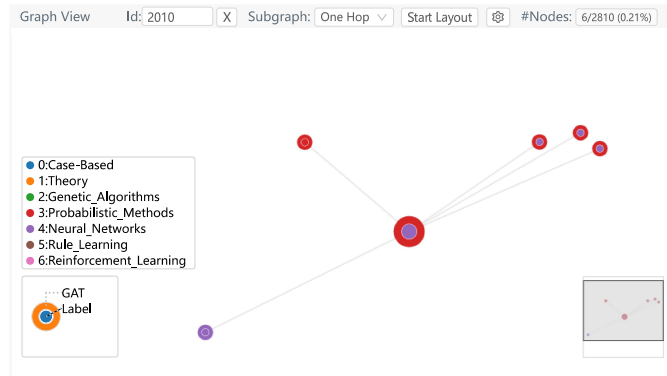 Graph View Id: 2010 X Subgraph: One Hop Start Layout #Nodes: 6/2810 (0.21%)
0:Case-Based
1:Theory
2:Genetic_Algorithms
3:Probabilistic_Methods
4:Neural_Networks
5:Rule_Learning
6:Reinforcement_Learning
GAT
Label